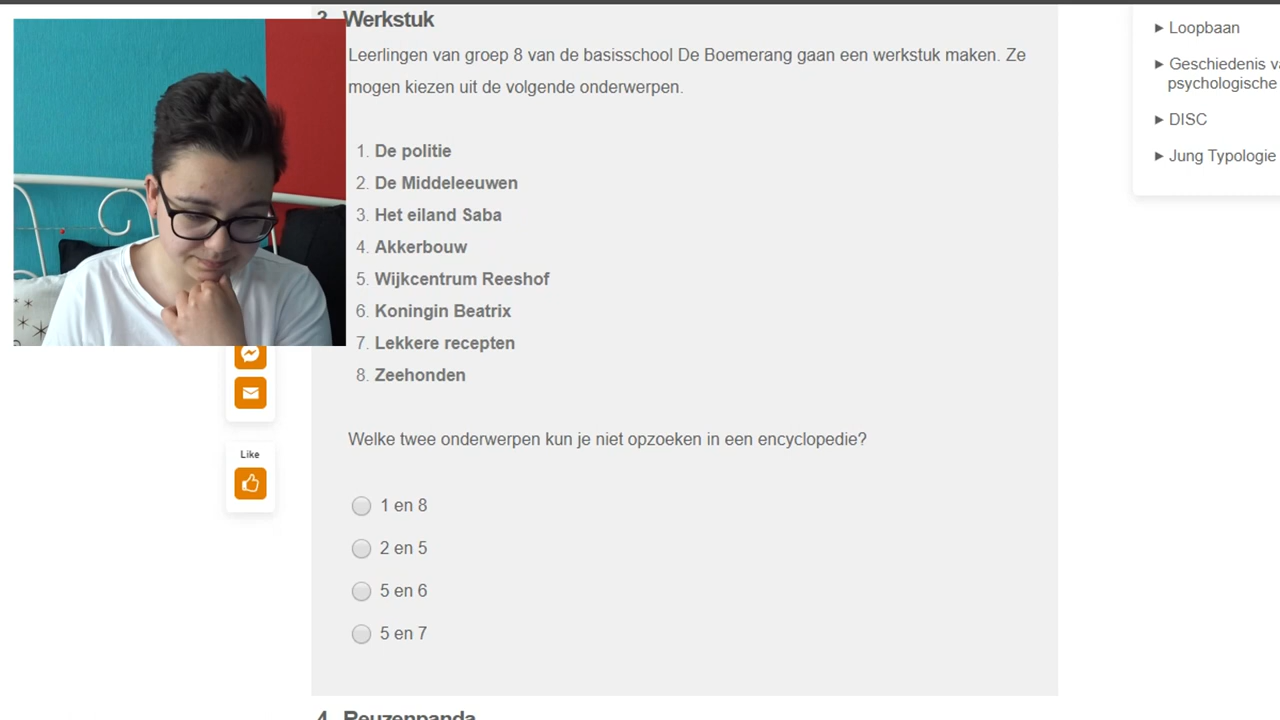 Werkstuk
Leerlingen van groep 8 van de basisschool De Boemerang gaan een werkstuk maken. Ze
mogen kiezen uit de volgende onderwerpen.
1. De politie
2. De Middeleeuwen
3. Het eiland Saba
4. Akkerbouw
5. Wijkcentrum Reeshof
6. Koningin Beatrix
7. Lekkere recepten
8. Zeehonden
Welke twee onderwerpen kun je niet opzoeken in een encyclopedie?
1 en 8
2 en 5
5 en 6
5 en 7
4. Reuzenpanda
Like
Loopbaan
Geschiedenis
psychologische
DISC
Jung Typologie